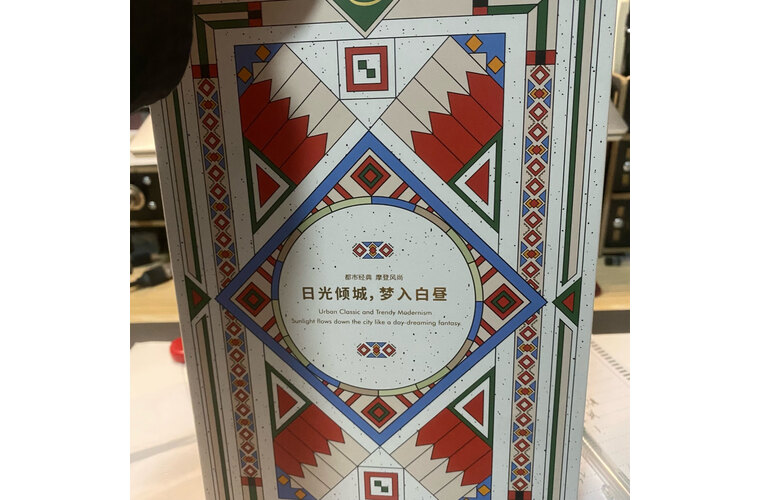 都市经典 摩登风尚
日光倾城，梦入白昼
Urban Classic and Trendy Modernism
Sunlight flows down the city like a day-dreaming fantasy.